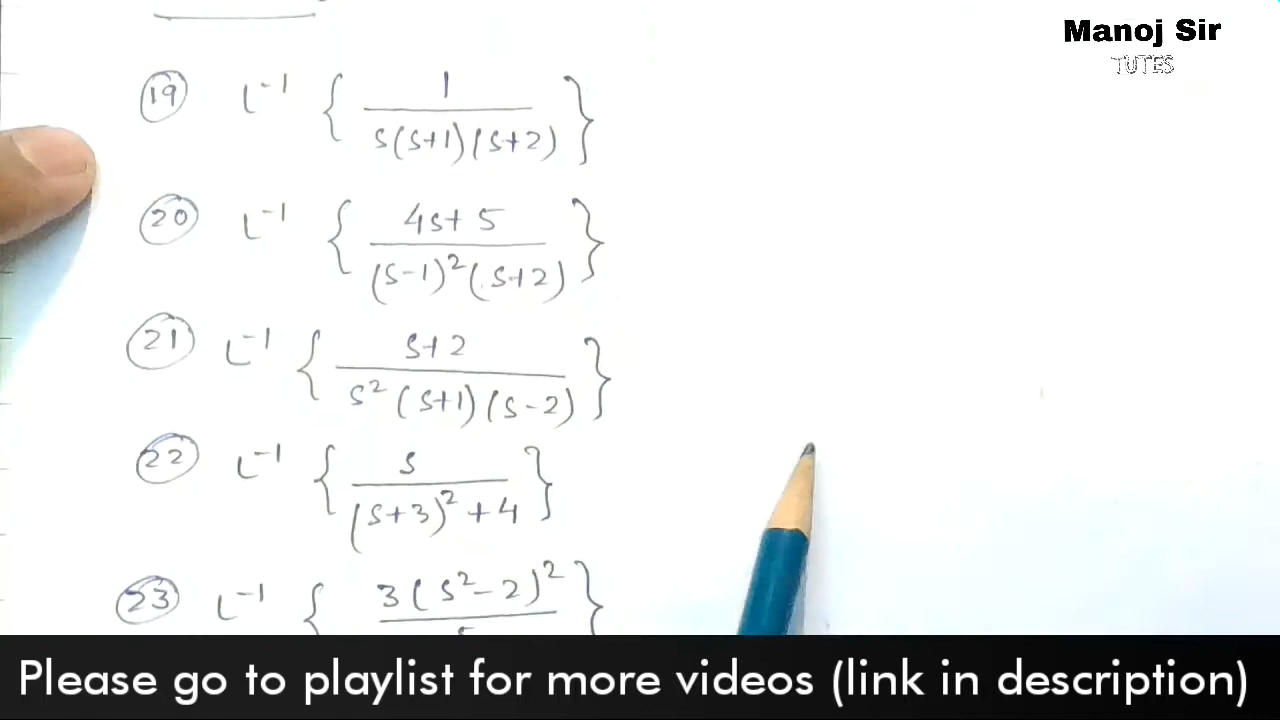 Manoj Sir
TUTES
19 L⁻¹ { 1 / s(s+1)(s+2) }
20 L⁻¹ { 4s+5 / (s-1)²(s+2) }
21 L⁻¹ { s+2 / s²(s+1)(s-2) }
22 L⁻¹ { s / (s+3)²+4 }
23 L⁻¹ { 3(s²-2)² }
Please go to playlist for more videos (link in description)